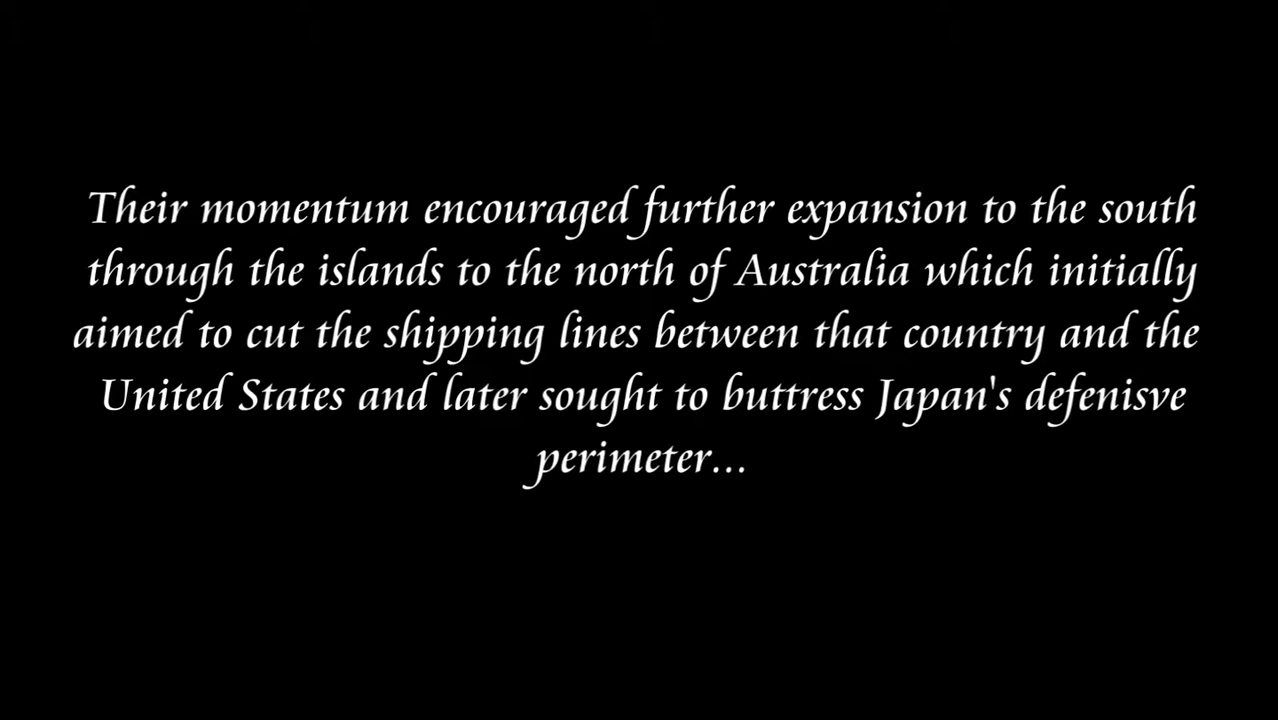 Their momentum encouraged further expansion to the south
through the islands to the north of Australia which initially
aimed to cut the shipping lines between that country and the
United States and later sought to buttress Japan's defenisve
perimeter...